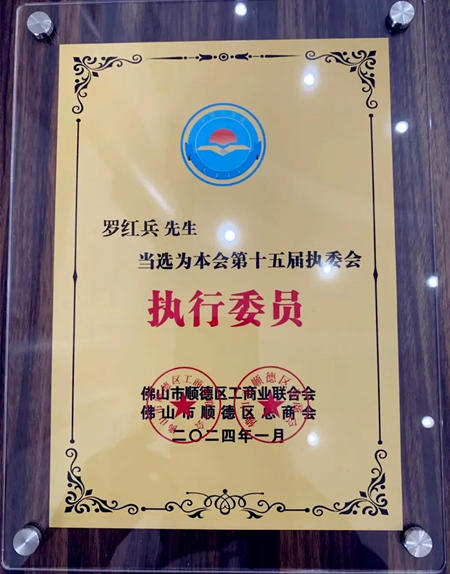 罗红兵 先生
当选为本会第十五届执委会
执行委员
佛山市顺德区工商业联合会
佛山市顺德区总商会
二〇二四年一月